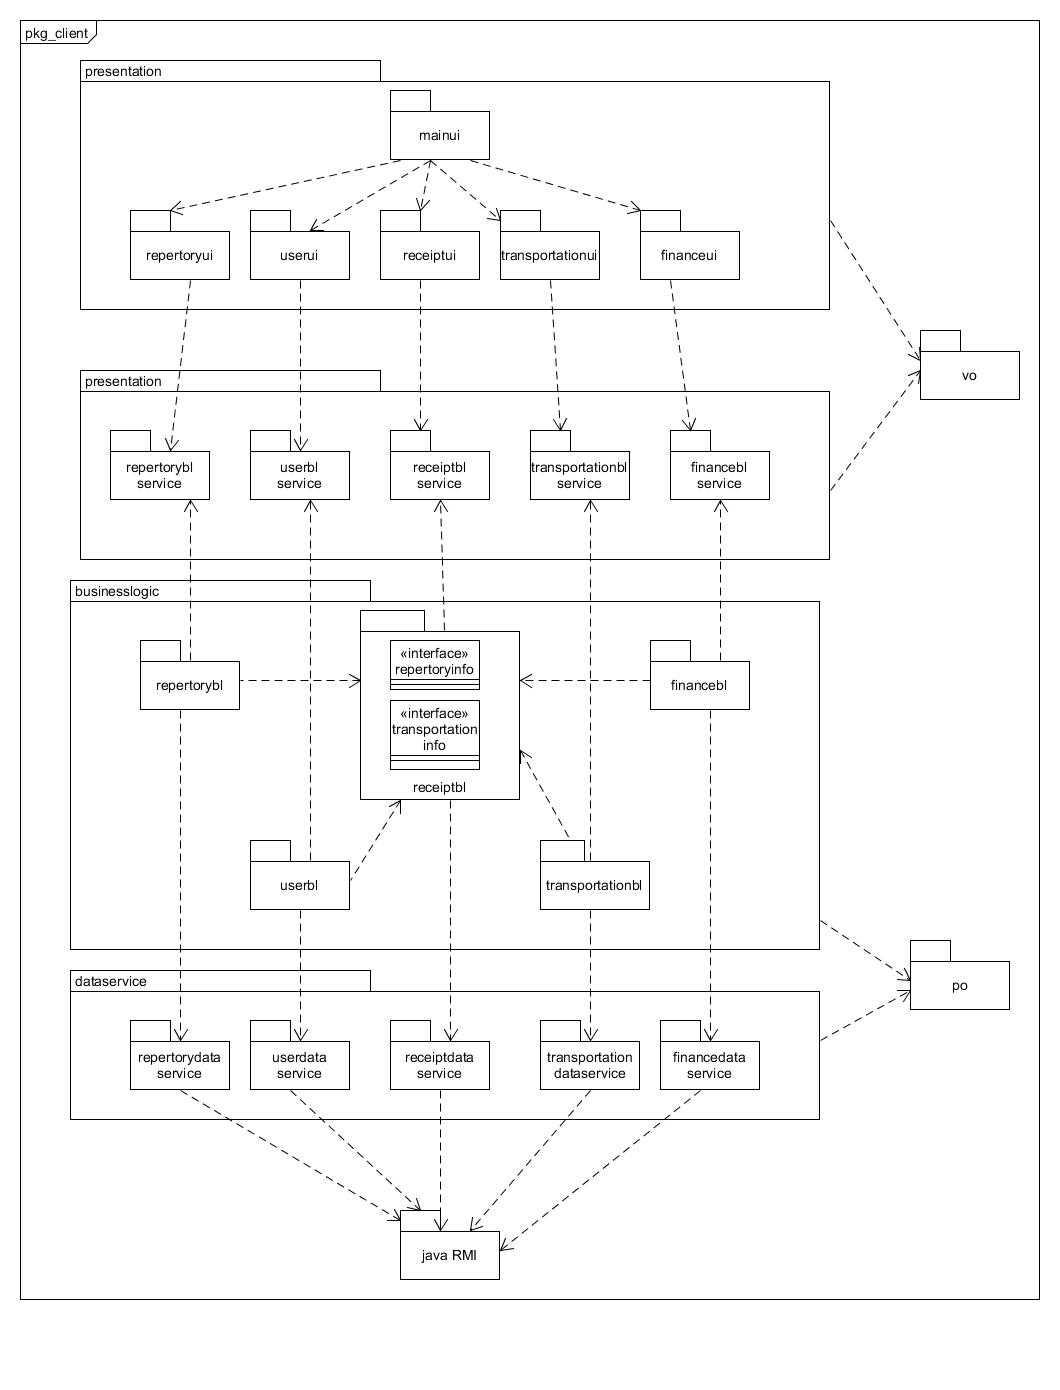 pkg_client
presentation
mainui
repertoryui
userui
receiptui
transportationui
financeui
vo
presentation
repertorybl
service
userbl
service
receiptbl
service
transportationbl
service
financebl
service
businesslogic
«interface»
repertoryinfo
«interface»
transportation
info
receiptbl
repertorybl
financebl
userbl
transportationbl
po
dataservice
repertorydata
service
userdata
service
receiptdata
service
transportation
dataservice
financedata
service
java RMI